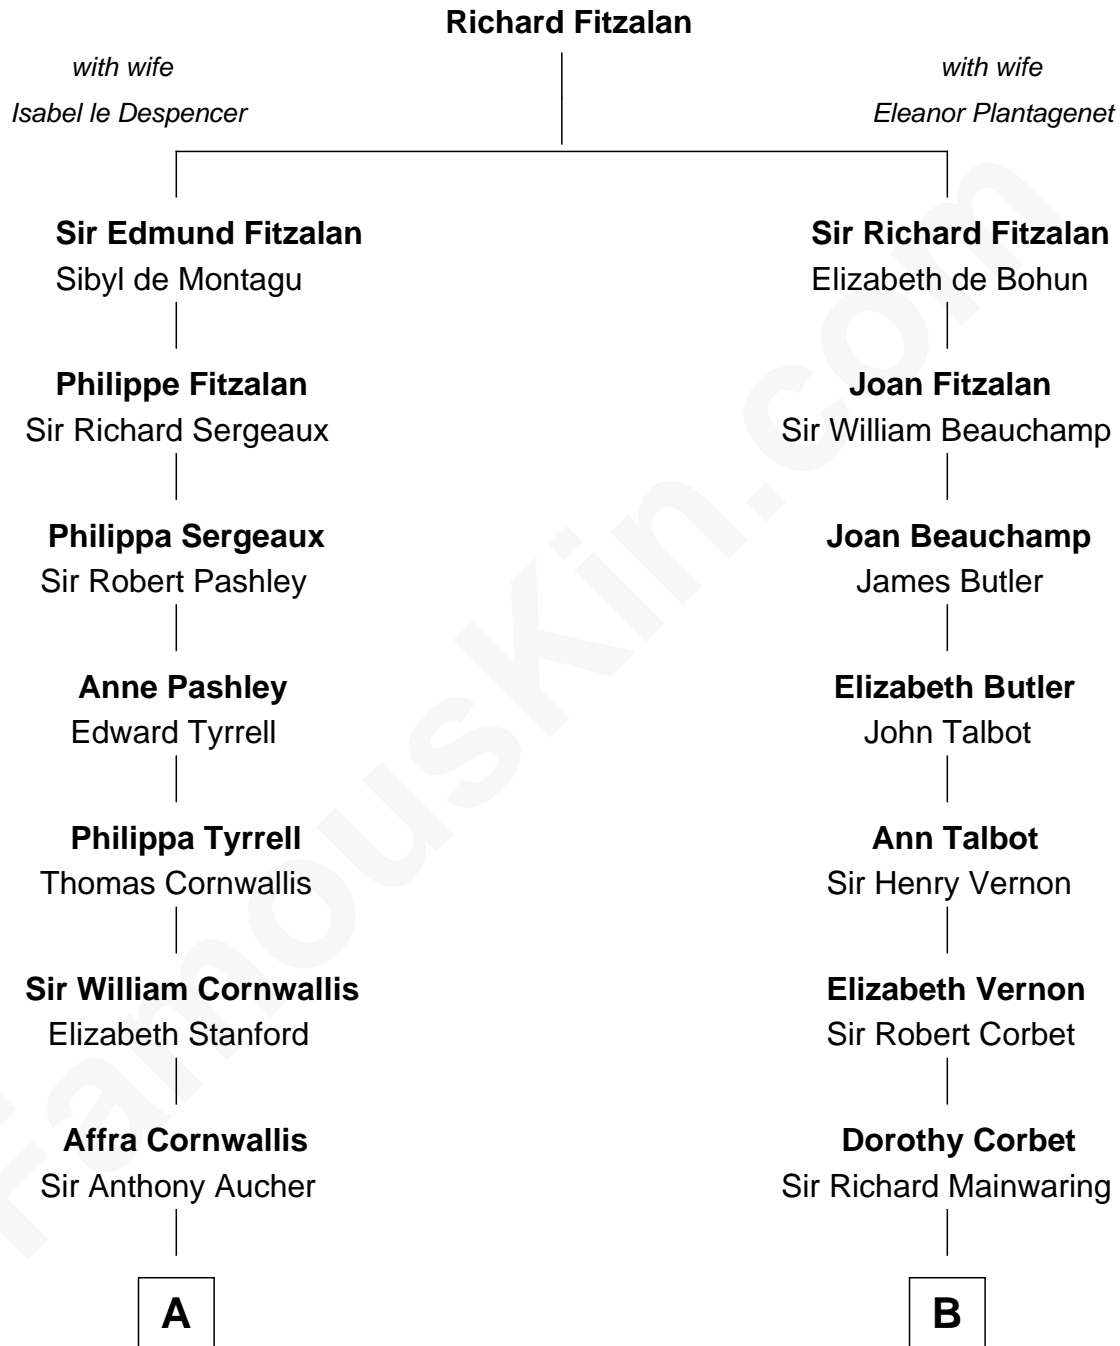 Richard Fitzalan
with wife
Isabel le Despencer
with wife
Eleanor Plantagenet
Sir Edmund Fitzalan
Sibyl de Montagu
Sir Richard Fitzalan
Elizabeth de Bohun
Philippe Fitzalan
Sir Richard Sergeaux
Joan Fitzalan
Sir William Beauchamp
Philippa Sergeaux
Sir Robert Pashley
Joan Beauchamp
James Butler
Anne Pashley
Edward Tyrrell
Elizabeth Butler
John Talbot
Philippa Tyrrell
Thomas Cornwallis
Ann Talbot
Sir Henry Vernon
Sir William Cornwallis
Elizabeth Stanford
Elizabeth Vernon
Sir Robert Corbet
Affra Cornwallis
Sir Anthony Aucher
Dorothy Corbet
Sir Richard Mainwaring
A
B
FamousKin.com